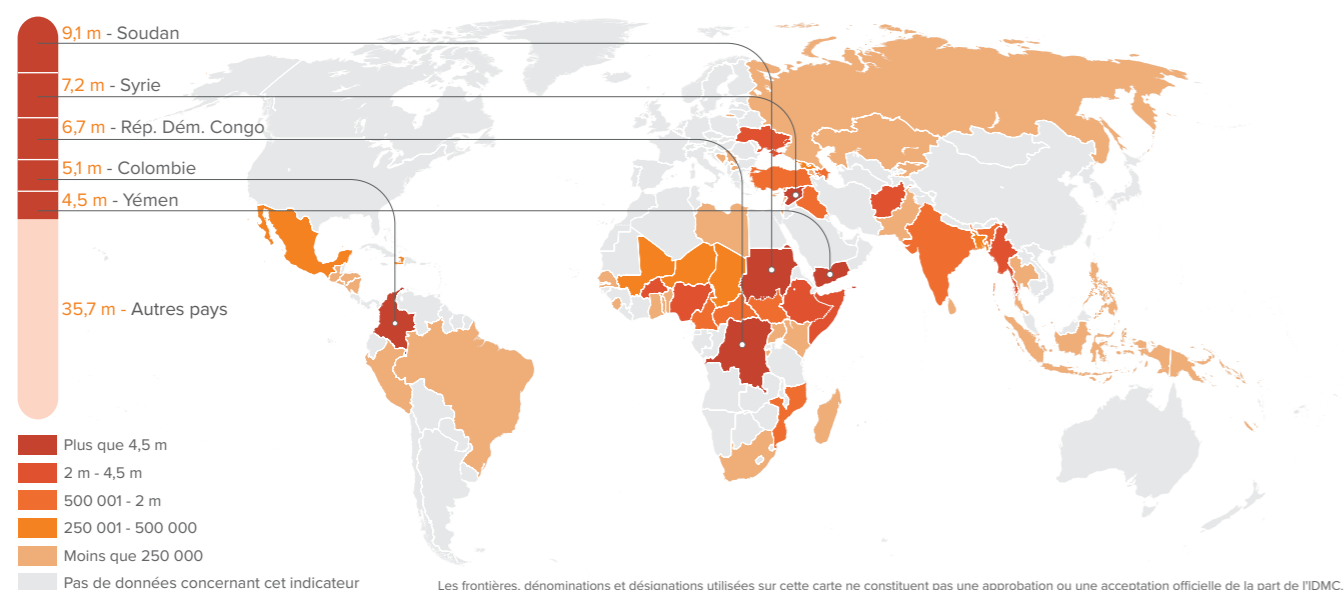 9,1 m - Soudan
7,2 m - Syrie
6,7 m - Rép. Dém. Congo
5,1 m - Colombie
4,5 m - Yémen
35,7 m - Autres pays
Plus que 4,5 m
2 m - 4,5 m
500 001 - 2 m
250 001 - 500 000
Moins que 250 000
Pas de données concernant cet indicateur
Les frontières, dénominations et désignations utilisées sur cette carte ne constituent pas une approbation ou une acceptation officielle de la part de l'IDMC.